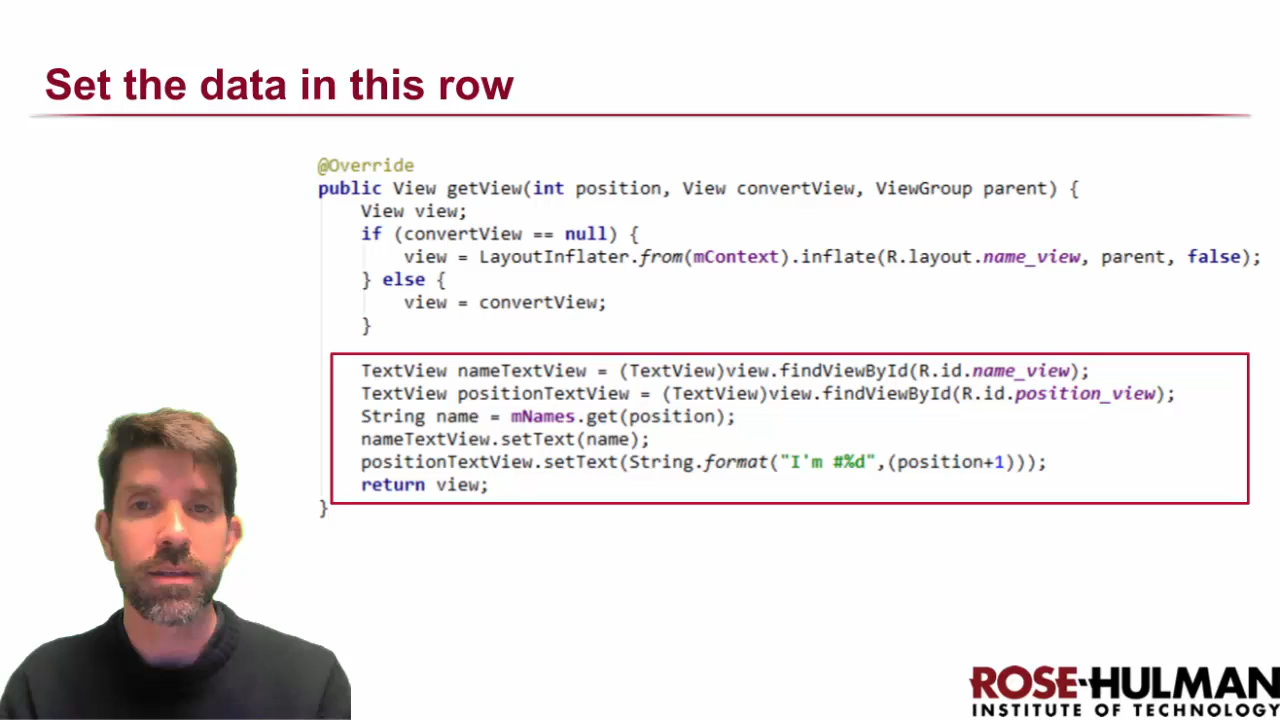 Set the data in this row
@Override
public View getView(int position, View convertView, ViewGroup parent) {
View view;
if (convertView == null) {
view = LayoutInflater.from(mContext).inflate(R.layout.name_view, parent, false);
} else {
view = convertView;
}
TextView nameTextView = (TextView)view.findViewById(R.id.name_view);
TextView positionTextView = (TextView)view.findViewById(R.id.position_view);
String name = mNames.get(position);
nameTextView.setText(name);
positionTextView.setText(String.format("I'm #%d",(position+1)));
return view;
}
ROSE-HULMAN
INSTITUTE OF TECHNOLOGY